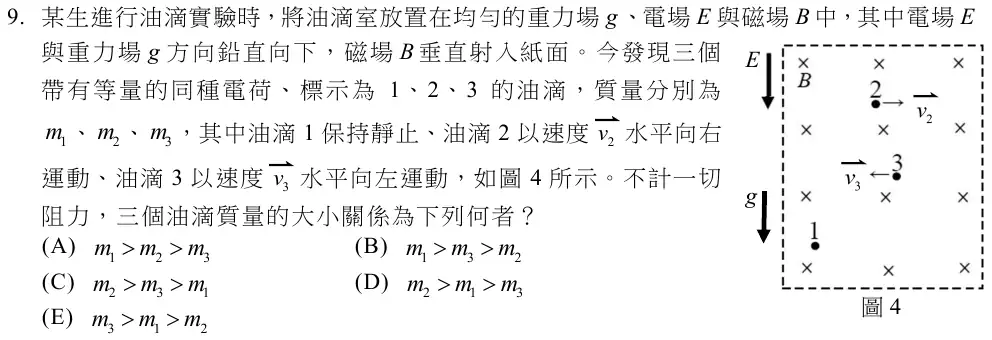 9. 某生進行油滴實驗時，將油滴室放置在均勻的重力場 g、電場 E 與磁場 B 中，其中電場 E
與重力場 g 方向鉛直向下，磁場 B 垂直射入紙面。今發現三個
帶有等量的同種電荷、標示為 1、2、3 的油滴，質量分別為
m₁、m₂、m₃，其中油滴 1 保持靜止、油滴 2 以速度 v₂⃗ 水平向右
運動、油滴 3 以速度 v₃⃗ 水平向左運動，如圖 4 所示。不計一切
阻力，三個油滴質量的大小關係為下列何者？
(A) m₁ > m₂ > m₃ (B) m₁ > m₃ > m₂
(C) m₂ > m₃ > m₁ (D) m₂ > m₁ > m₃
(E) m₃ > m₁ > m₂
E
B
2
v₂⃗
3
v₃⃗
g
1
圖 4